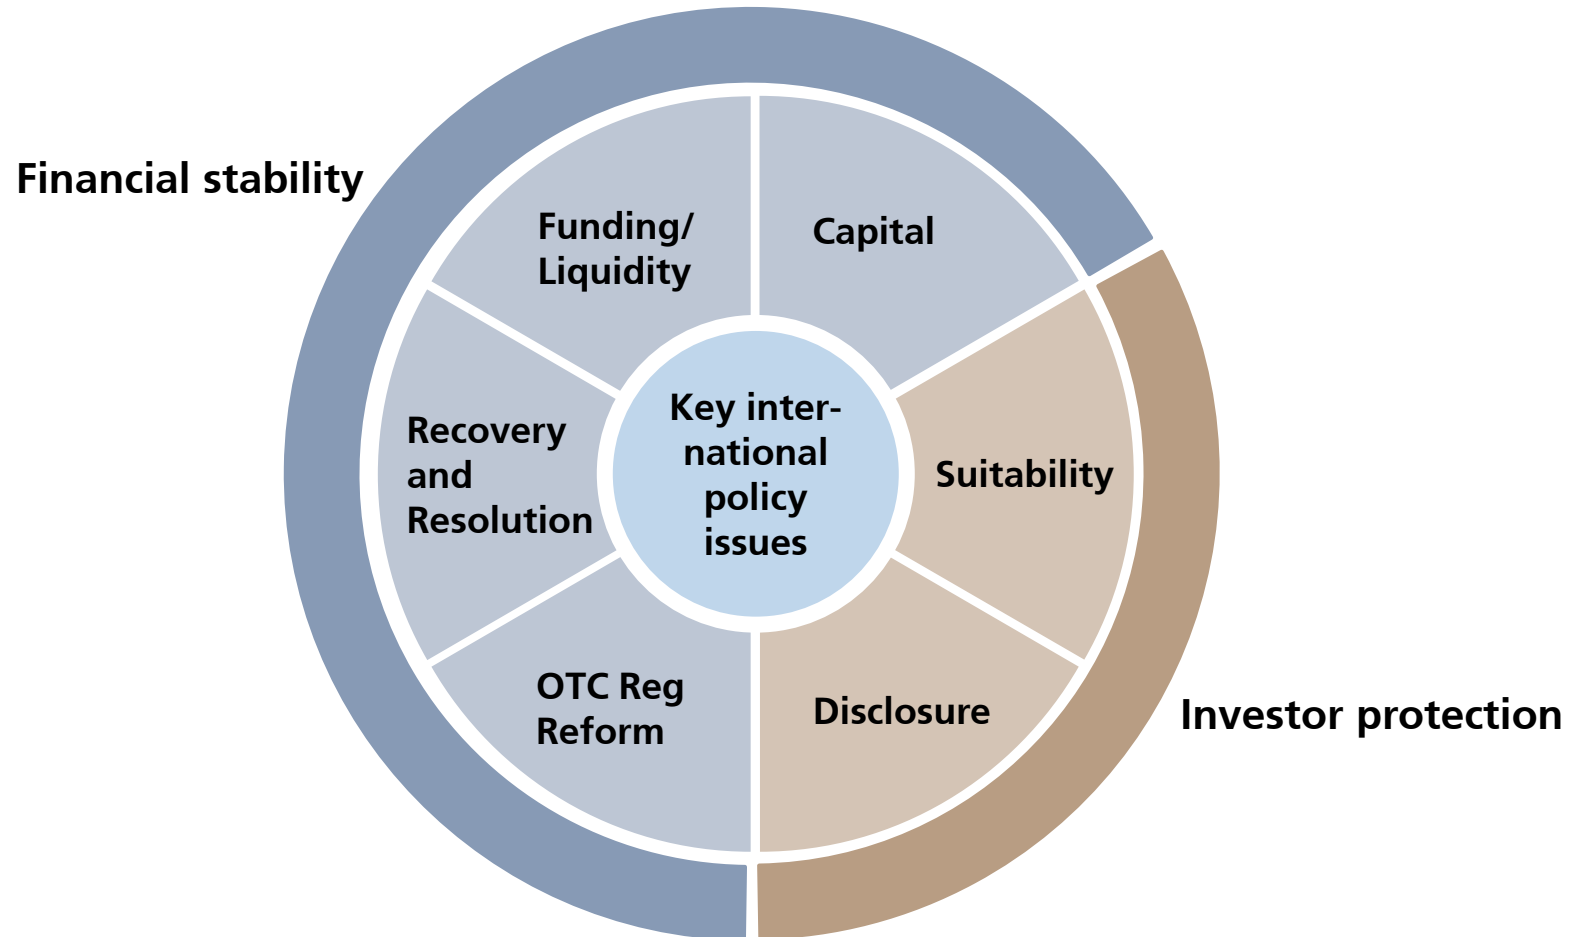 Financial stability
Funding/
Liquidity
Capital
Recovery
and
Resolution
Key inter-
national
policy
issues
Suitability
OTC Reg
Reform
Disclosure
Investor protection